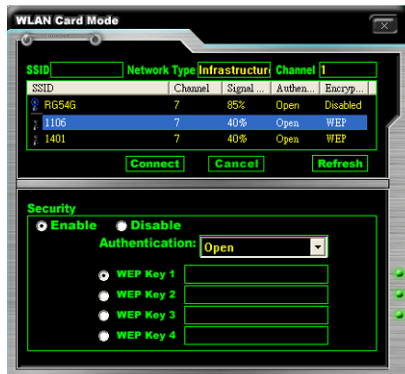 WLAN Card Mode
SSID Network Type Infrastructur Channel 1
SSID Channel Signal ... Authen... Encryp...
RG54G 7 85% Open Disabled
1106 7 40% Open WEP
1401 7 40% Open WEP
Connect Cancel Refresh
Security
Enable Disable
Authentication: Open
WEP Key 1
WEP Key 2
WEP Key 3
WEP Key 4